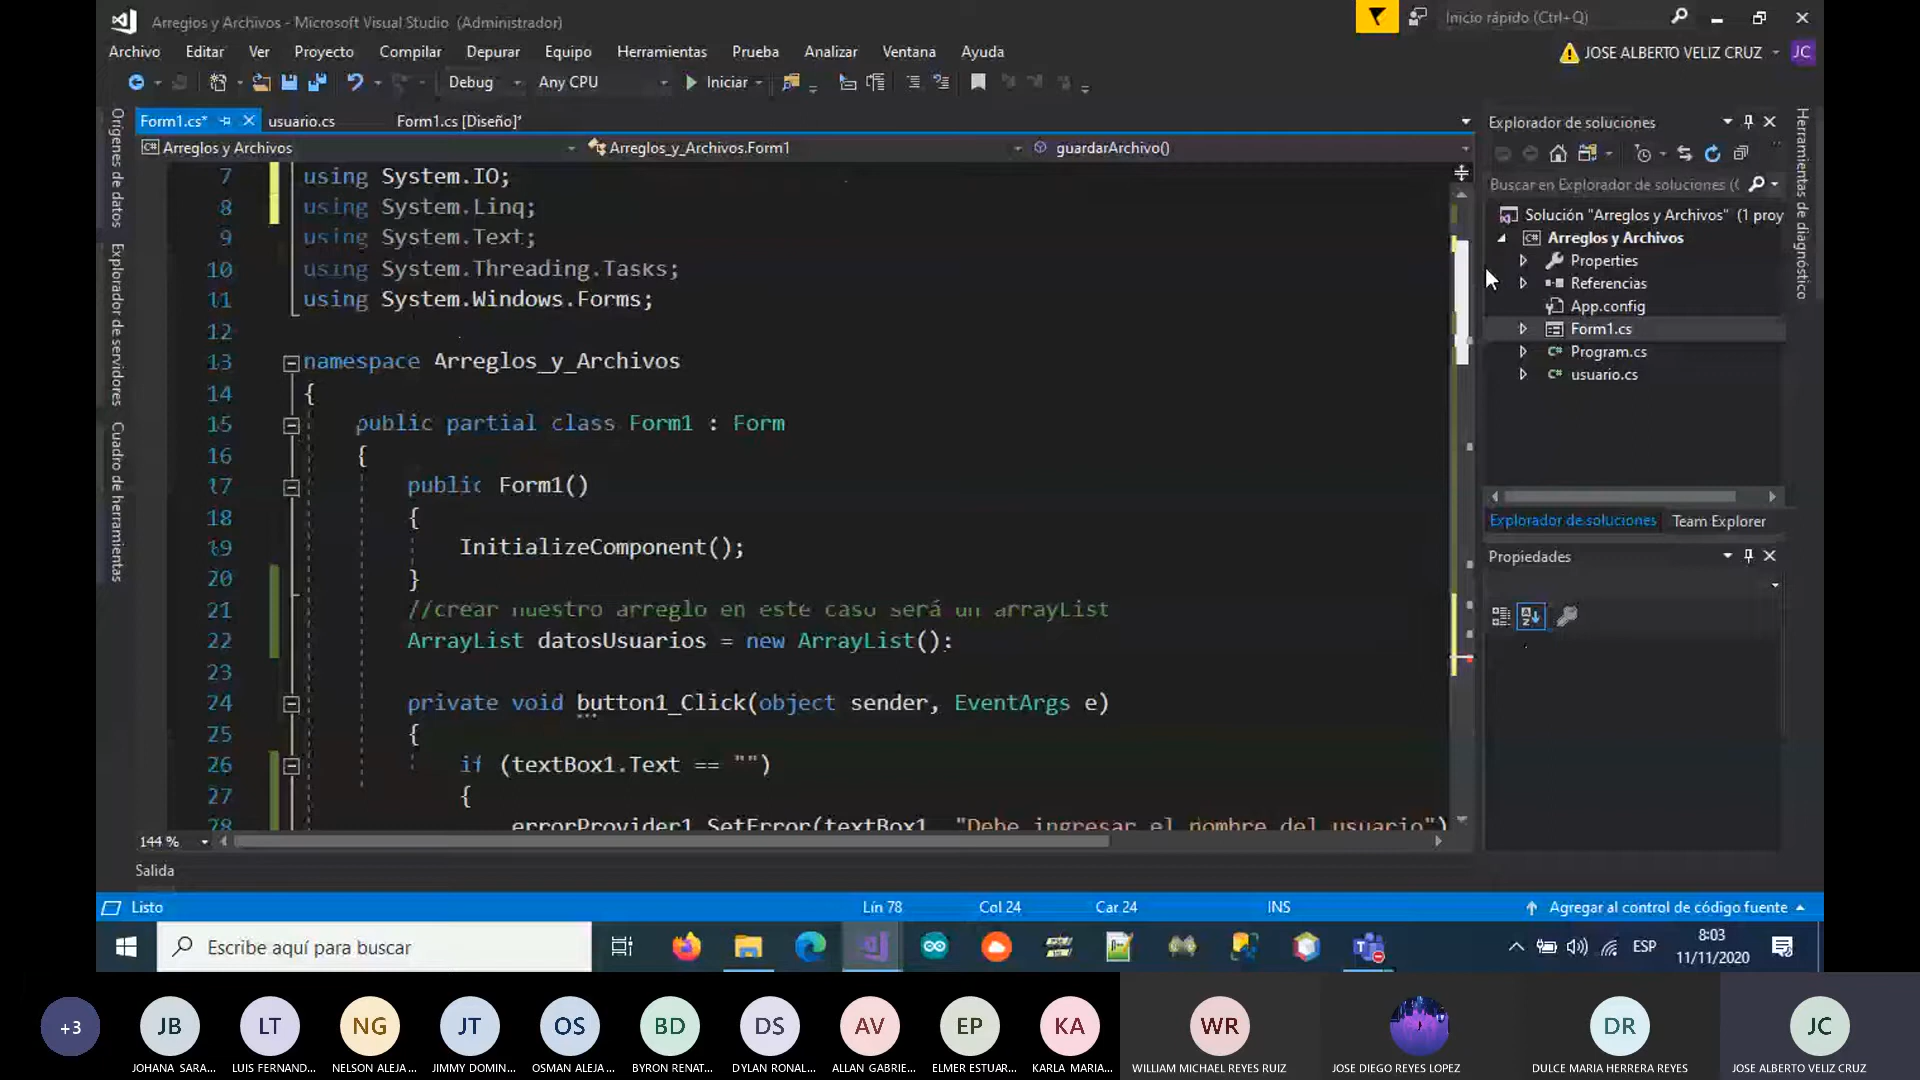 Arreglos y Archivos - Microsoft Visual Studio (Administrador)
Inicio rápido (Ctrl+Q)
Archivo Editar Ver Proyecto Compilar Depurar Equipo Herramientas Prueba Analizar Ventana Ayuda
JOSE ALBERTO VELIZ CRUZ JC
Debug Any CPU Iniciar
Form1.cs* usuario.cs Form1.cs [Diseño]*
Arreglos y Archivos Arreglos_y_Archivos.Form1 guardarArchivo()
Orígenes de datos
Explorador de servidores
Cuadro de herramientas
7 using System.IO;
8 using System.Linq;
9 using System.Text;
10 using System.Threading.Tasks;
11 using System.Windows.Forms;
12
13 namespace Arreglos_y_Archivos
14 {
15 public partial class Form1 : Form
16 {
17 public Form1()
18 {
19 InitializeComponent();
20 }
21 //crear nuestro arreglo en este caso será un arrayList
22 ArrayList datosUsuarios = new ArrayList();
23
24 private void button1_Click(object sender, EventArgs e)
25 {
26 if (textBox1.Text == "")
27 {
28 errorProvider1.SetError(textBox1, "Debe ingresar el nombre del usuario")
144 %
Salida
Explorador de soluciones
Buscar en Explorador de soluciones (
Solución "Arreglos y Archivos" (1 proy
Arreglos y Archivos
Properties
Referencias
App.config
Form1.cs
Program.cs
usuario.cs
Explorador de soluciones Team Explorer
Propiedades
Herramientas de diagnóstico
Listo Lín 78 Col 24 Car 24 INS Agregar al control de código fuente
Escribe aquí para buscar
ESP
8:03
11/11/2020
+3 JB LT NG JT OS BD DS AV EP KA WR DR JC
JOHANA SARA... LUIS FERNAND... NELSON ALEJA... JIMMY DOMIN... OSMAN ALEJA... BYRON RENAT... DYLAN RONAL... ALLAN GABRIE... ELMER ESTUAR... KARLA MARIA... WILLIAM MICHAEL REYES RUIZ JOSE DIEGO REYES LOPEZ DULCE MARIA HERRERA REYES JOSE ALBERTO VELIZ CRUZ